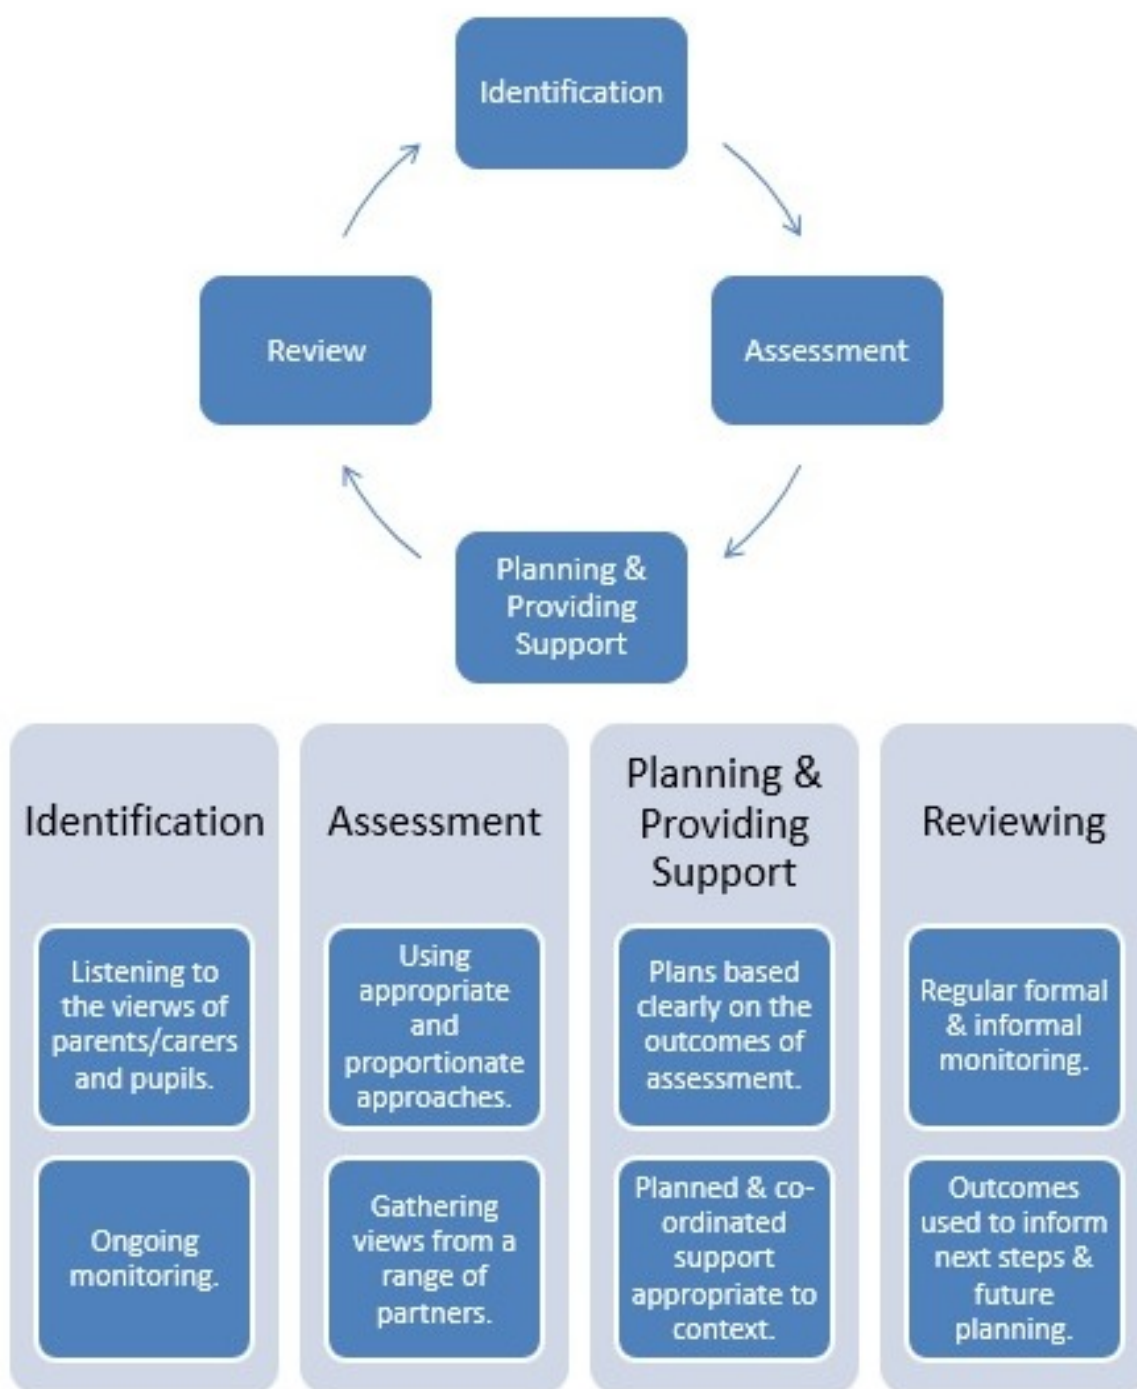 Identification
Review
Assessment
Planning &
Providing
Support
Identification
Assessment
Planning &
Providing
Support
Reviewing
Listening to
the vierws of
parents/carers
and pupils.
Using
appropriate
and
proportionate
approaches.
Plans based
clearly on the
outcomes of
assessment.
Regular formal
& informal
monitoring.
Ongoing
monitoring.
Gathering
views from a
range of
partners.
Planned & co-
ordinated
support
appropriate to
context.
Outcomes
used to inform
next steps &
future
planning.